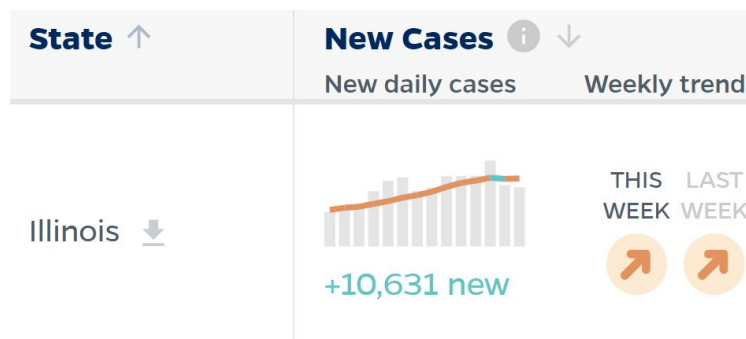 State
New Cases
New daily cases Weekly trend
THIS WEEK
LAST WEEK
Illinois
+10,631 new